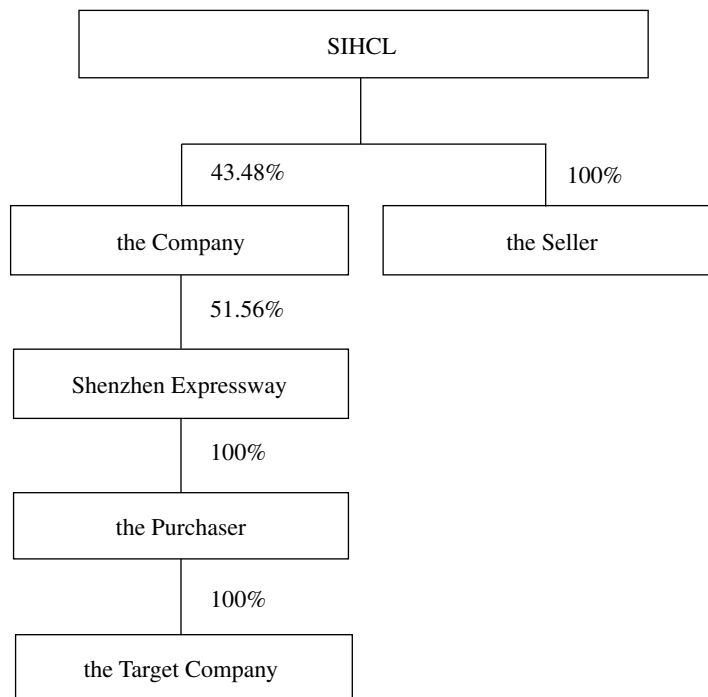 SIHCL
43.48%
100%
the Company
the Seller
51.56%
Shenzhen Expressway
100%
the Purchaser
100%
the Target Company